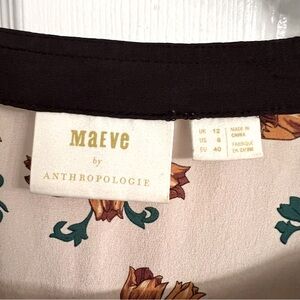 MAEVE
by
ANTHROPOLOGIE
UK 12
US 8
EU 40
MADE IN
CHINA
FABRIQUÉ
EN CHINE